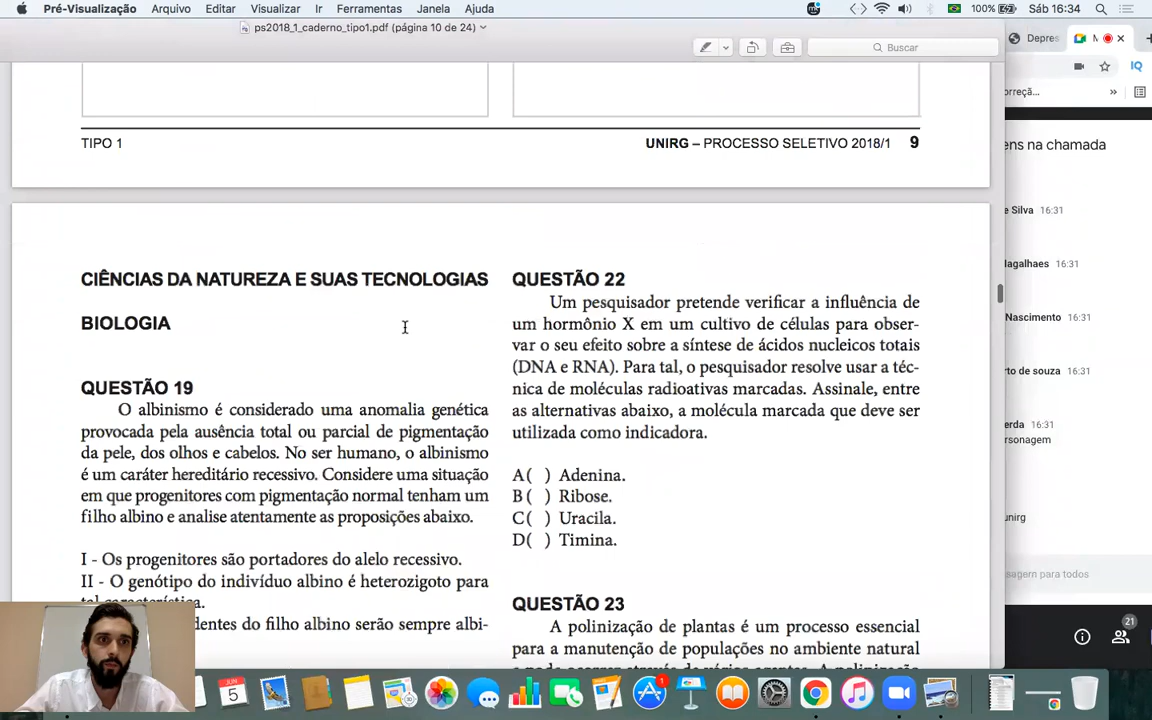 Pré-Visualização Arquivo Editar Visualizar Ir Ferramentas Janela Ajuda 100% Sáb 16:34
ps2018_1_caderno_tipo1.pdf (página 10 de 24)
Buscar
Depres
orreçã...
ens na chamada
TIPO 1 UNIRG – PROCESSO SELETIVO 2018/1 9
e Silva 16:31
lagalhaes 16:31
Nascimento 16:31
rto de souza 16:31
erda 16:31
rsonagem
unirg
sagem para todos
21
CIÊNCIAS DA NATUREZA E SUAS TECNOLOGIAS
BIOLOGIA
QUESTÃO 19
O albinismo é considerado uma anomalia genética
provocada pela ausência total ou parcial de pigmentação
da pele, dos olhos e cabelos. No ser humano, o albinismo
é um caráter hereditário recessivo. Considere uma situação
em que progenitores com pigmentação normal tenham um
filho albino e analise atentamente as proposições abaixo.
I - Os progenitores são portadores do alelo recessivo.
II - O genótipo do indivíduo albino é heterozigoto para
tal característica.
dentes do filho albino serão sempre albi-
QUESTÃO 22
Um pesquisador pretende verificar a influência de
um hormônio X em um cultivo de células para obser-
var o seu efeito sobre a síntese de ácidos nucleicos totais
(DNA e RNA). Para tal, o pesquisador resolve usar a téc-
nica de moléculas radioativas marcadas. Assinale, entre
as alternativas abaixo, a molécula marcada que deve ser
utilizada como indicadora.
A( ) Adenina.
B ( ) Ribose.
C( ) Uracila.
D( ) Timina.
QUESTÃO 23
A polinização de plantas é um processo essencial
para a manutenção de populações no ambiente natural